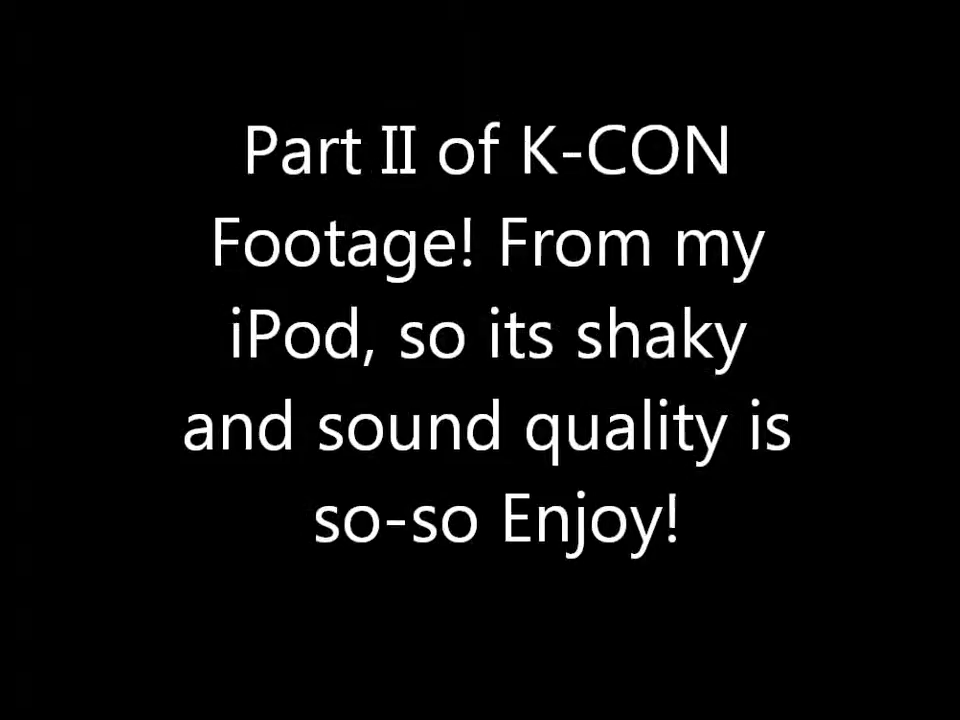 Part II of K-CON
Footage! From my
iPod, so its shaky
and sound quality is
so-so Enjoy!